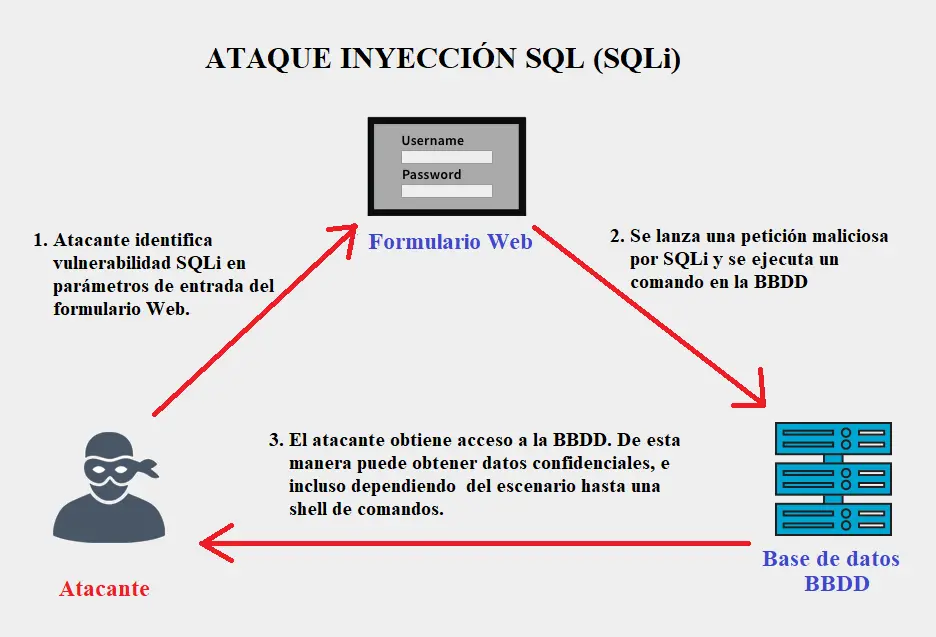 ATAQUE INYECCIÓN SQL (SQLi)
Username
Password
Formulario Web
1. Atacante identifica
vulnerabilidad SQLi en
parámetros de entrada del
formulario Web.
2. Se lanza una petición maliciosa
por SQLi y se ejecuta un
comando en la BBDD
3. El atacante obtiene acceso a la BBDD. De esta
manera puede obtener datos confidenciales, e
incluso dependiendo del escenario hasta una
shell de comandos.
Atacante
Base de datos
BBDD